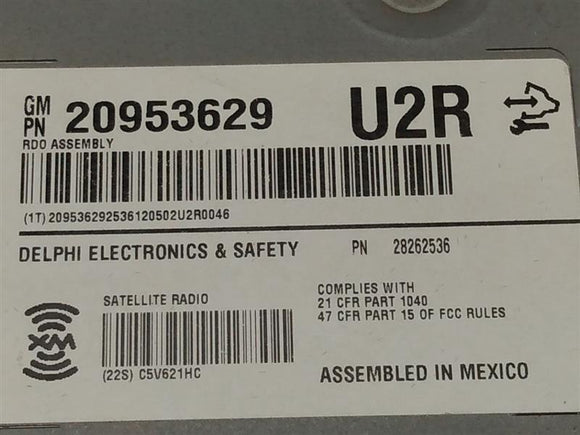 GM
PN 20953629 U2R
RDO ASSEMBLY
(1T) 209536292536120502U2R0046
DELPHI ELECTRONICS & SAFETY PN 28262536
SATELLITE RADIO
COMPLIES WITH
21 CFR PART 1040
47 CFR PART 15 OF FCC RULES
XM
(22S) C5V621HC
ASSEMBLED IN MEXICO